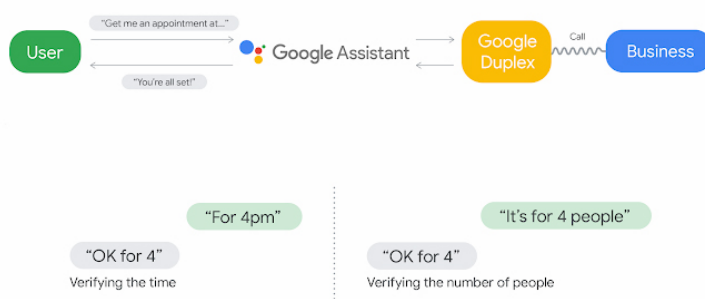 "Get me an appointment at..."
User
Google Assistant
Google
Duplex
Call
Business
"You're all set!"
"For 4pm"
"OK for 4"
Verifying the time
"It's for 4 people"
"OK for 4"
Verifying the number of people